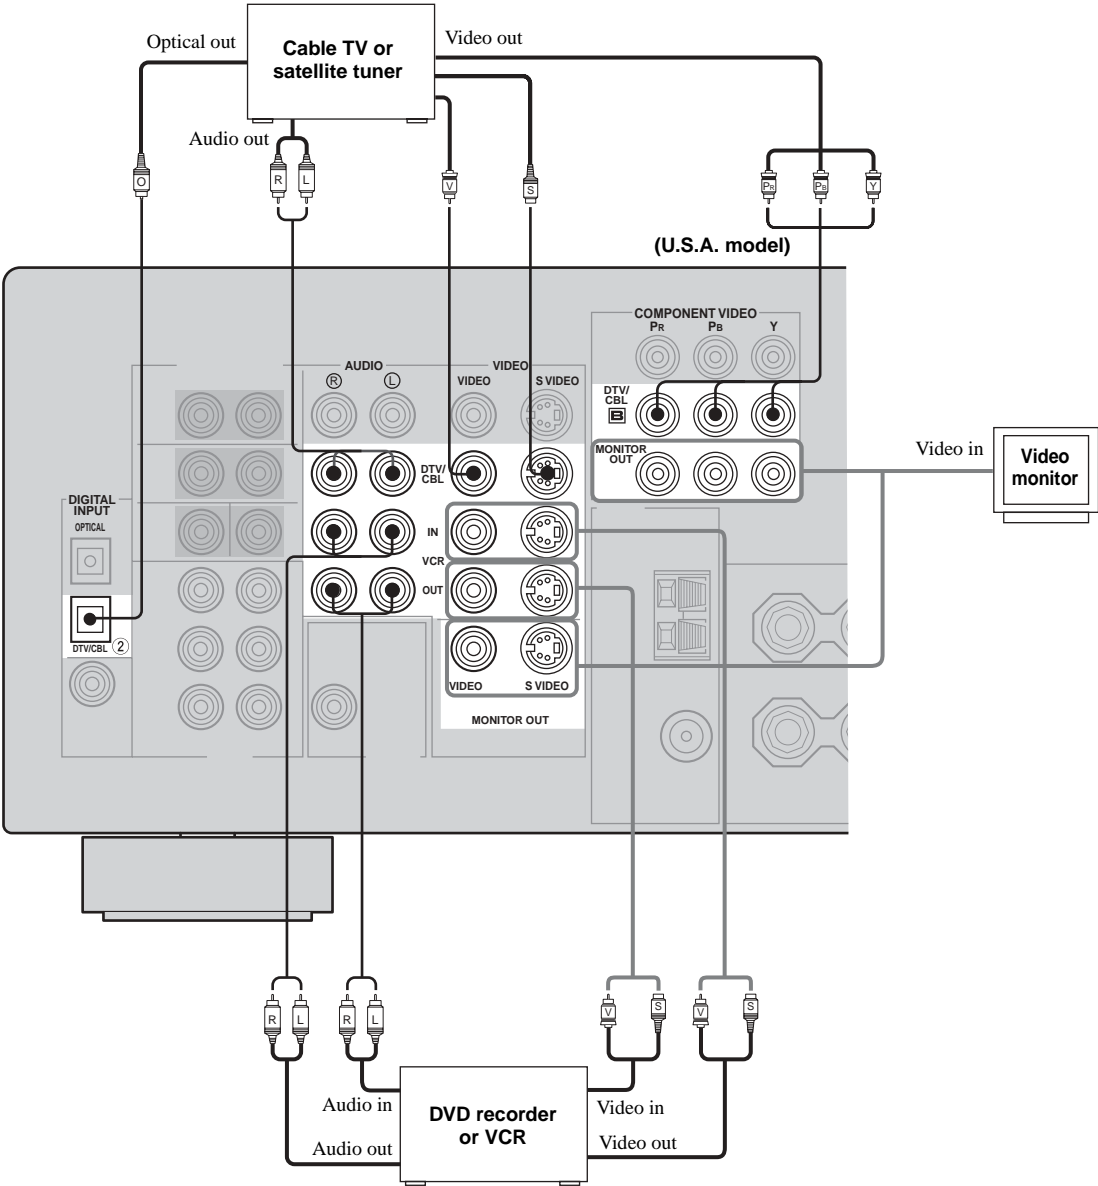 Optical out
Cable TV or
satellite tuner
Video out
Audio out
O
R
L
V
S
PR
PB
Y
(U.S.A. model)
COMPONENT VIDEO
PR
PB
Y
AUDIO
VIDEO
R
L
VIDEO
S VIDEO
DTV/
CBL
B
MONITOR
OUT
Video in
Video
monitor
DTV/
CBL
DIGITAL
INPUT
OPTICAL
IN
VCR
OUT
DTV/CBL
2
VIDEO
S VIDEO
MONITOR OUT
R
L
R
L
V
S
V
S
Audio in
Audio out
DVD recorder
or VCR
Video in
Video out